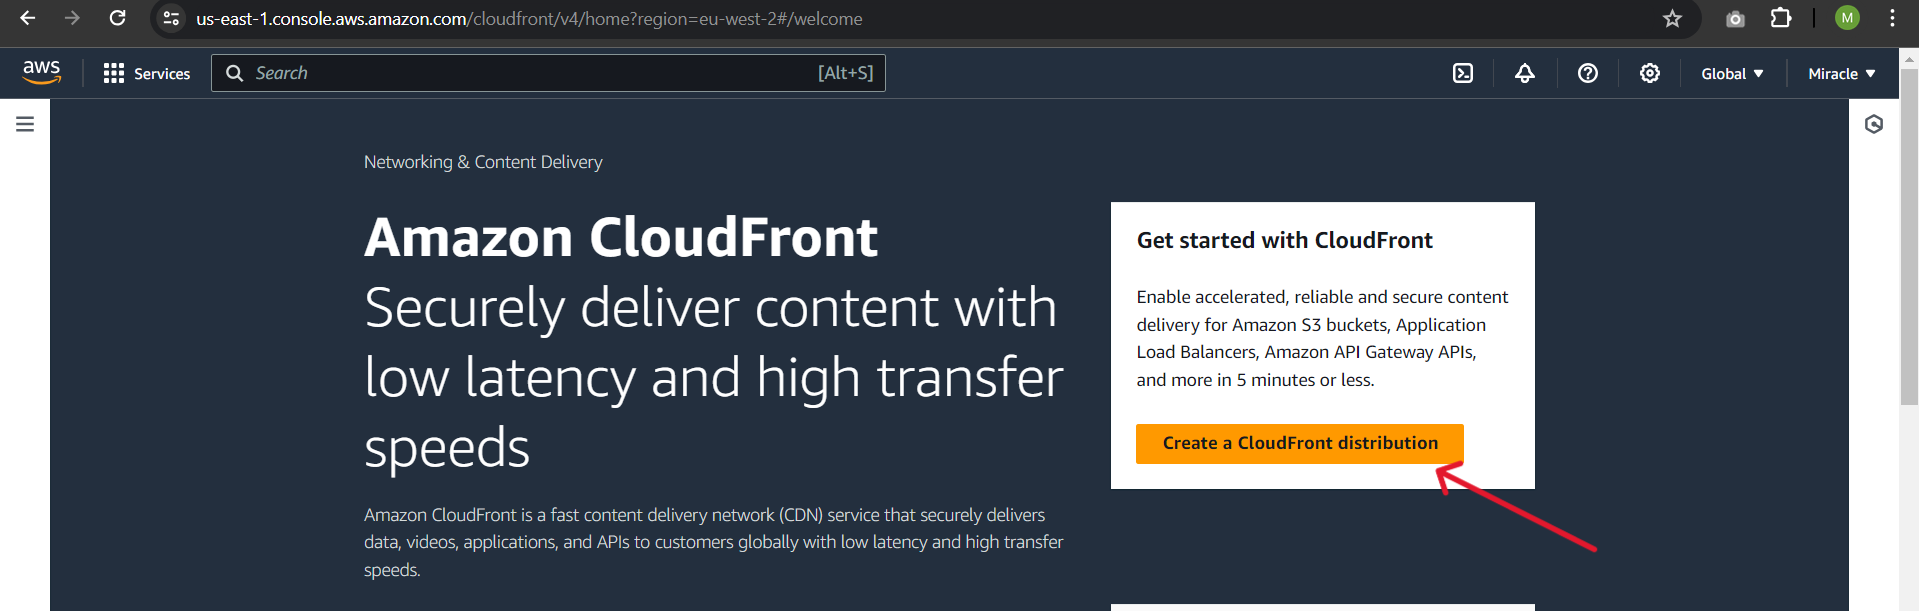 us-east-1.console.aws.amazon.com/cloudfront/v4/home?region=eu-west-2#/welcome
M
aws
Services
Search
[Alt+S]
Global
Miracle
Networking & Content Delivery
Amazon CloudFront
Securely deliver content with
low latency and high transfer
speeds
Amazon CloudFront is a fast content delivery network (CDN) service that securely delivers
data, videos, applications, and APIs to customers globally with low latency and high transfer
speeds.
Get started with CloudFront
Enable accelerated, reliable and secure content
delivery for Amazon S3 buckets, Application
Load Balancers, Amazon API Gateway APIs,
and more in 5 minutes or less.
Create a CloudFront distribution